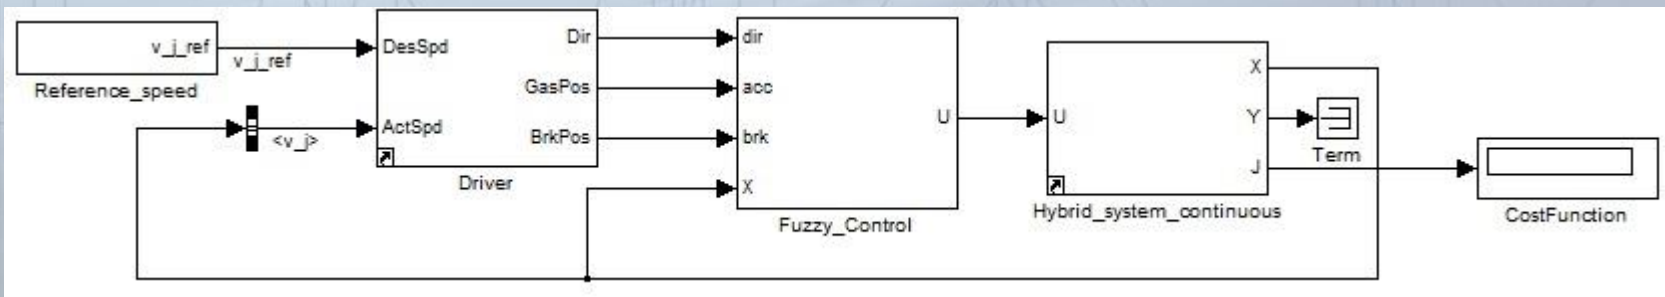 v_j_ref
v_j_ref
Reference_speed
<v_j>
DesSpd
ActSpd
Dir
GasPos
BrkPos
Driver
dir
acc
brk
X
U
Fuzzy_Control
U
X
Y
J
Hybrid_system_continuous
Term
CostFunction